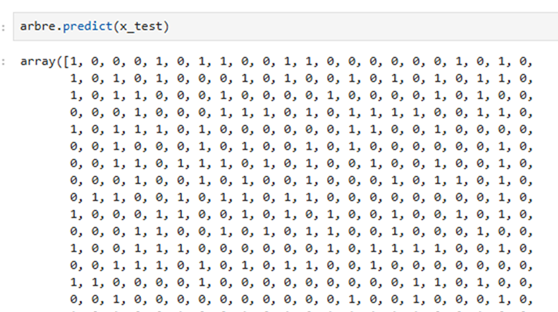 arbre.predict(x_test)
array([1, 0, 0, 0, 1, 0, 1, 1, 0, 0, 1, 1, 0, 0, 0, 0, 0, 0, 1, 0, 1, 0,
1, 0, 1, 0, 1, 0, 0, 0, 1, 0, 1, 0, 0, 1, 0, 1, 0, 1, 1, 0,
1, 0, 1, 1, 0, 0, 0, 1, 0, 0, 0, 0, 1, 0, 0, 0, 0, 1, 0, 1, 0, 0,
0, 0, 0, 1, 0, 0, 0, 1, 1, 1, 0, 1, 0, 1, 1, 1, 1, 0, 0, 1, 1, 0,
1, 0, 1, 1, 1, 0, 1, 0, 0, 0, 0, 0, 0, 1, 1, 0, 0, 1, 0, 0, 0, 0,
0, 0, 1, 0, 0, 0, 1, 0, 1, 1, 0, 0, 1, 0, 1, 0, 0, 0, 0, 0, 1, 0,
0, 0, 1, 1, 0, 1, 1, 1, 0, 1, 0, 1, 0, 0, 1, 0, 0, 1, 0, 0, 1, 0,
0, 0, 0, 1, 0, 0, 1, 0, 1, 0, 0, 1, 0, 0, 0, 1, 0, 1, 1, 0, 1, 0,
0, 1, 1, 0, 0, 1, 0, 1, 1, 0, 1, 1, 0, 0, 0, 0, 0, 0, 0, 1, 0,
1, 0, 0, 0, 1, 1, 0, 0, 1, 0, 1, 0, 1, 0, 0, 1, 0, 0, 1, 0, 1, 0,
0, 0, 0, 1, 1, 0, 0, 1, 0, 1, 0, 1, 1, 0, 0, 1, 0, 0, 0, 0, 1, 0,
1, 0, 0, 1, 1, 1, 0, 0, 0, 0, 0, 0, 1, 0, 1, 1, 1, 1, 0, 0, 1, 0,
0, 0, 1, 1, 1, 0, 1, 0, 1, 0, 1, 1, 0, 0, 1, 0, 0, 0, 0, 0, 0, 0,
1, 1, 0, 0, 0, 0, 1, 0, 0, 0, 0, 0, 0, 0, 0, 0, 1, 1, 0, 1, 0, 0,
0, 0, 1, 0, 0, 0, 0, 0, 0, 0, 0, 0, 0, 1, 0, 0, 1, 0, 0, 0, 1, 0,